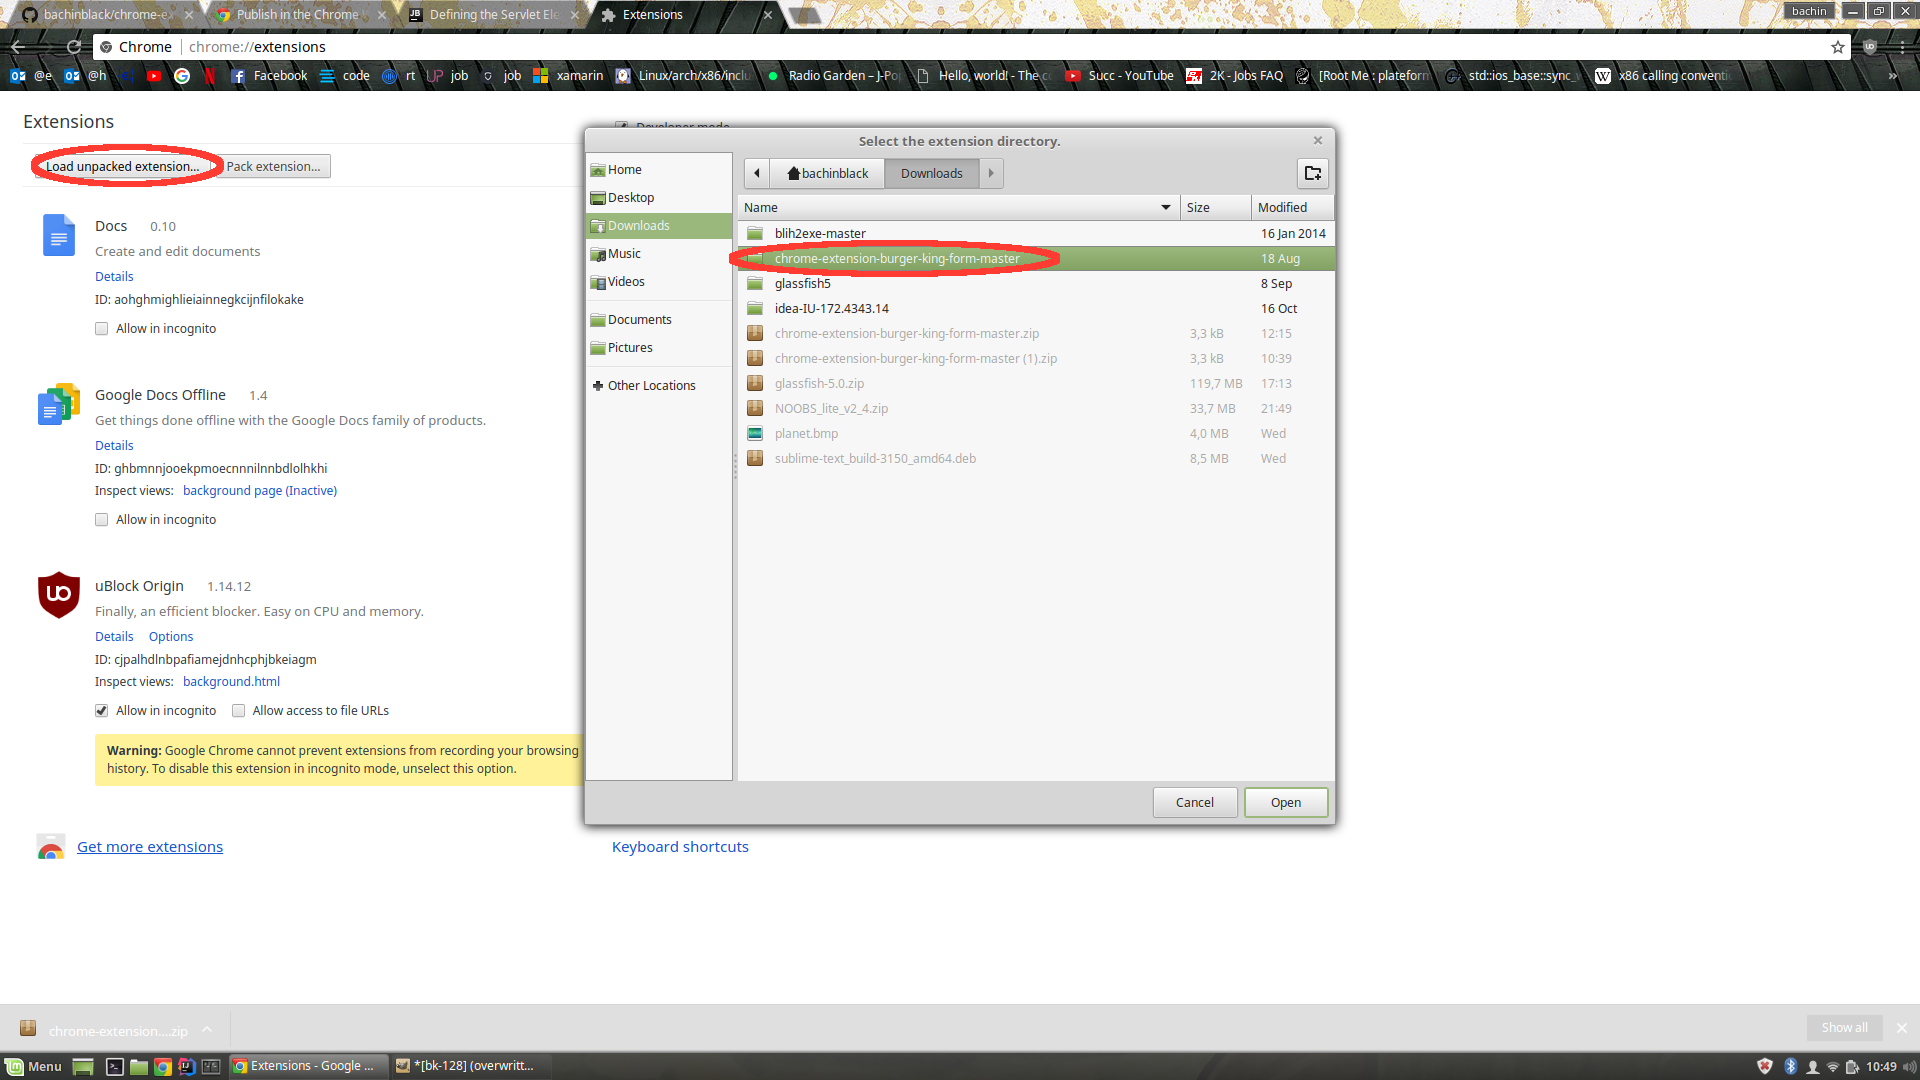 bachinblack/chrome-e
Publish in the Chrome
Defining the Servlet Ele
Extensions
bachin
Chrome
chrome://extensions
@e
@h
Facebook
code
rt
job
job
xamarin
Linux/arch/x86/inclu
Radio Garden – J-Po
Hello, world! - The co
Succ - YouTube
2K - Jobs FAQ
[Root Me : plateform
std::ios_base::sync_
x86 calling conventi
Extensions
Developer mode
Load unpacked extension...
Pack extension...
Docs 0.10
Create and edit documents
Details
ID: aohghmighlieiainnegkcijnfilokake
Allow in incognito
Google Docs Offline 1.4
Get things done offline with the Google Docs family of products.
Details
ID: ghbmnnjooekpmoecnnnilnnbdlolhkhi
Inspect views: background page (Inactive)
Allow in incognito
uBlock Origin 1.14.12
Finally, an efficient blocker. Easy on CPU and memory.
Details Options
ID: cjpalhdlnbpafiamejdnhcphjbkeiagm
Inspect views: background.html
Allow in incognito Allow access to file URLs
Warning: Google Chrome cannot prevent extensions from recording your browsing
history. To disable this extension in incognito mode, unselect this option.
Get more extensions
Keyboard shortcuts
Select the extension directory.
Home
Desktop
Downloads
Music
Videos
Documents
Pictures
Other Locations
bachinblack
Downloads
Name Size Modified
blih2exe-master 16 Jan 2014
chrome-extension-burger-king-form-master 18 Aug
glassfish5 8 Sep
idea-IU-172.4343.14 16 Oct
chrome-extension-burger-king-form-master.zip 3,3 kB 12:15
chrome-extension-burger-king-form-master (1).zip 3,3 kB 10:39
glassfish-5.0.zip 119,7 MB 17:13
NOOBS_lite_v2_4.zip 33,7 MB 21:49
planet.bmp 4,0 MB Wed
sublime-text_build-3150_amd64.deb 8,5 MB Wed
Cancel
Open
chrome-extension....zip
Show all
Menu
Extensions - Google ...
*[bk-128] (overwritt...
10:49